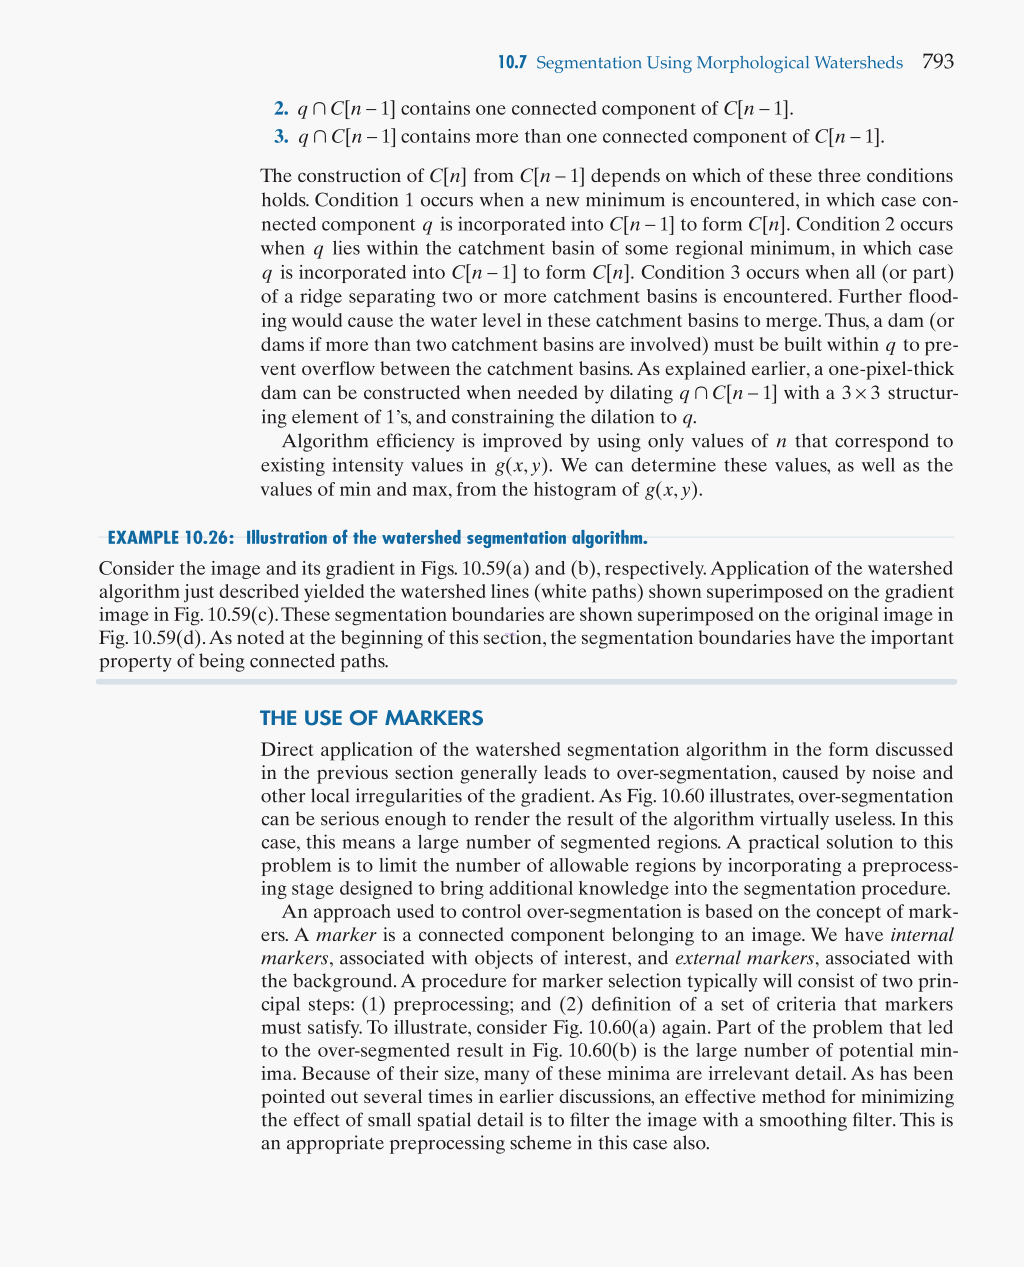 10.7 Segmentation Using Morphological Watersheds 793
2. q ∩ C[n − 1] contains one connected component of C[n − 1].
3. q ∩ C[n − 1] contains more than one connected component of C[n − 1].
The construction of C[n] from C[n − 1] depends on which of these three conditions
holds. Condition 1 occurs when a new minimum is encountered, in which case con-
nected component q is incorporated into C[n − 1] to form C[n]. Condition 2 occurs
when q lies within the catchment basin of some regional minimum, in which case
q is incorporated into C[n − 1] to form C[n]. Condition 3 occurs when all (or part)
of a ridge separating two or more catchment basins is encountered. Further flood-
ing would cause the water level in these catchment basins to merge. Thus, a dam (or
dams if more than two catchment basins are involved) must be built within q to pre-
vent overflow between the catchment basins. As explained earlier, a one-pixel-thick
dam can be constructed when needed by dilating q ∩ C[n − 1] with a 3 × 3 structur-
ing element of 1’s, and constraining the dilation to q.
Algorithm efficiency is improved by using only values of n that correspond to
existing intensity values in g(x, y). We can determine these values, as well as the
values of min and max, from the histogram of g(x, y).
EXAMPLE 10.26: Illustration of the watershed segmentation algorithm.
Consider the image and its gradient in Figs. 10.59(a) and (b), respectively. Application of the watershed
algorithm just described yielded the watershed lines (white paths) shown superimposed on the gradient
image in Fig. 10.59(c). These segmentation boundaries are shown superimposed on the original image in
Fig. 10.59(d). As noted at the beginning of this section, the segmentation boundaries have the important
property of being connected paths.
THE USE OF MARKERS
Direct application of the watershed segmentation algorithm in the form discussed
in the previous section generally leads to over-segmentation, caused by noise and
other local irregularities of the gradient. As Fig. 10.60 illustrates, over-segmentation
can be serious enough to render the result of the algorithm virtually useless. In this
case, this means a large number of segmented regions. A practical solution to this
problem is to limit the number of allowable regions by incorporating a preprocess-
ing stage designed to bring additional knowledge into the segmentation procedure.
An approach used to control over-segmentation is based on the concept of mark-
ers. A marker is a connected component belonging to an image. We have internal
markers, associated with objects of interest, and external markers, associated with
the background. A procedure for marker selection typically will consist of two prin-
cipal steps: (1) preprocessing; and (2) definition of a set of criteria that markers
must satisfy. To illustrate, consider Fig. 10.60(a) again. Part of the problem that led
to the over-segmented result in Fig. 10.60(b) is the large number of potential min-
ima. Because of their size, many of these minima are irrelevant detail. As has been
pointed out several times in earlier discussions, an effective method for minimizing
the effect of small spatial detail is to filter the image with a smoothing filter. This is
an appropriate preprocessing scheme in this case also.